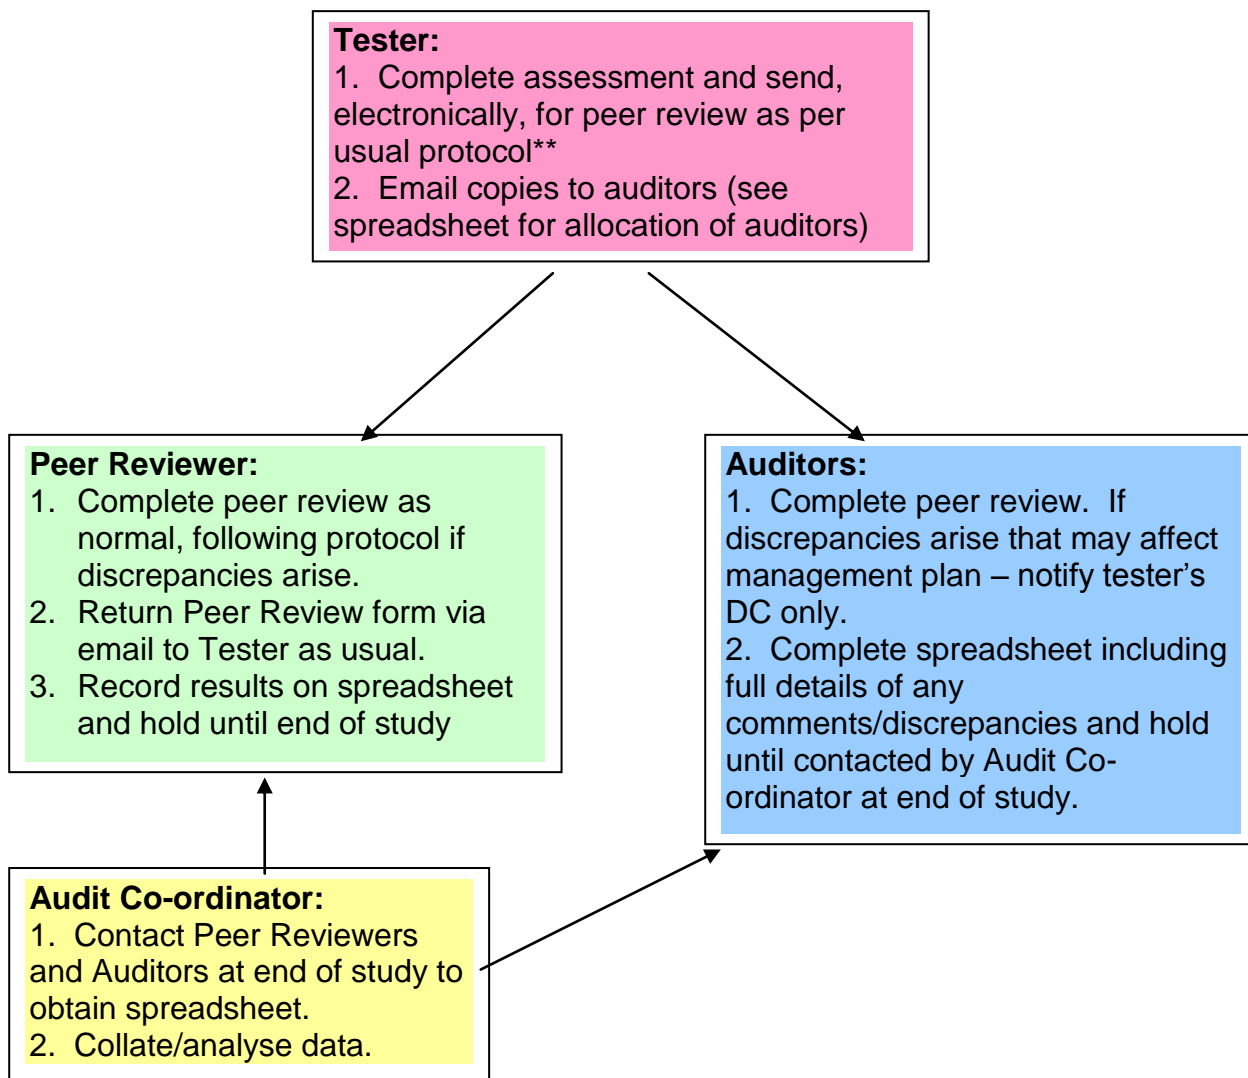 Tester:
1.  Complete assessment and send,
electronically, for peer review as per
usual protocol**
2.  Email copies to auditors (see
spreadsheet for allocation of auditors)
Peer Reviewer:
1.  Complete peer review as
normal, following protocol if
discrepancies arise.
2.  Return Peer Review form via
email to Tester as usual.
3.  Record results on spreadsheet
and hold until end of study
Auditors:
1.  Complete peer review.  If
discrepancies arise that may affect
management plan – notify tester’s
DC only.
2.  Complete spreadsheet including
full details of any
comments/discrepancies and hold
until contacted by Audit Co-
ordinator at end of study.
Audit Co-ordinator:
1.  Contact Peer Reviewers
and Auditors at end of study to
obtain spreadsheet.
2.  Collate/analyse data.